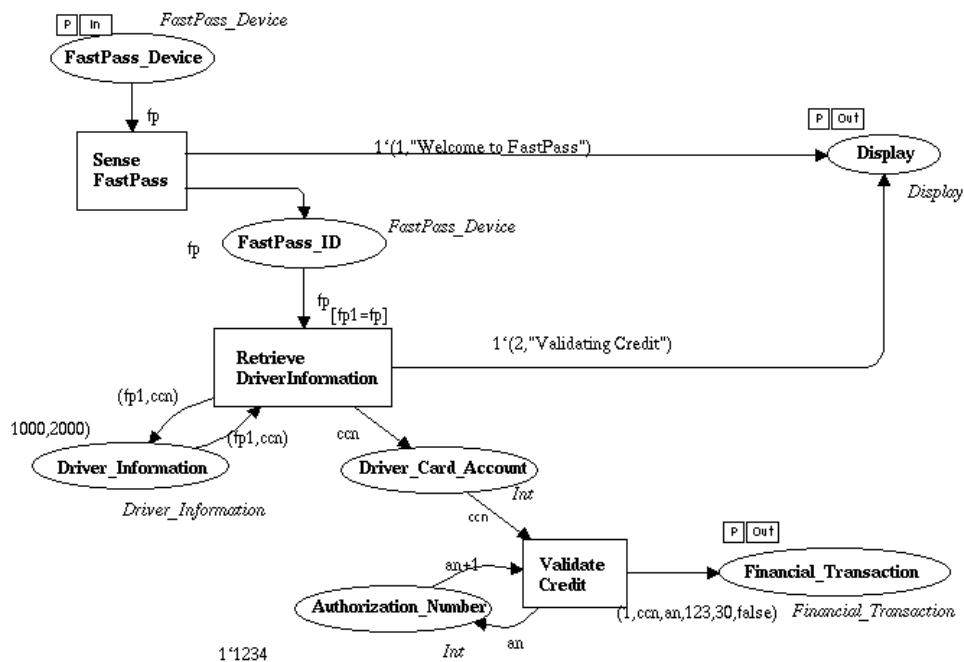 P In FastPass_Device
FastPass_Device
fp
Sense
FastPass
1‘(1,"Welcome to FastPass")
P Out
Display
Display
fp
FastPass_ID
FastPass_Device
fp
[fp1=fp]
Retrieve
DriverInformation
1‘(2,"Validating Credit")
(fp1,ccn)
1000,2000)
(fp1,ccn)
ccn
Driver_Information
Driver_Information
Driver_Card_Account
Int
ccn
P Out
an+1
Validate
Credit
Financial_Transaction
Authorization_Number
(1,ccn,an,123,30,false)
Financial_Transaction
an
Int
1‘1234